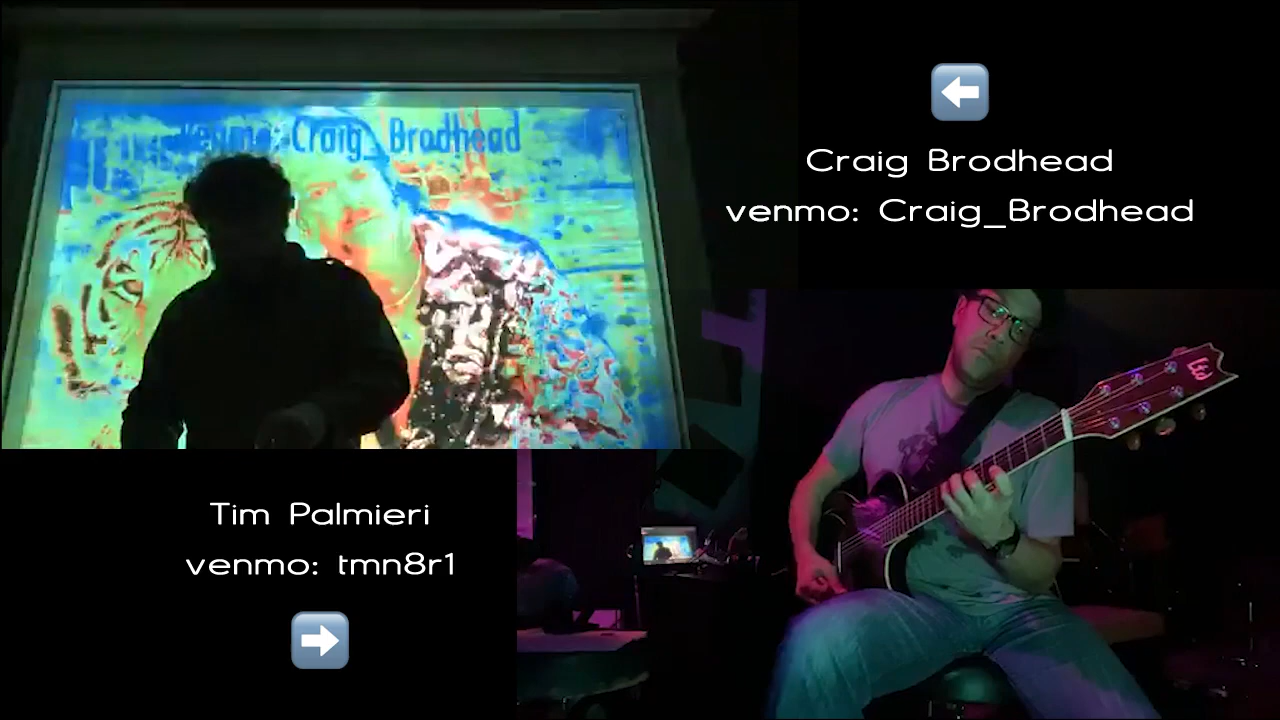 venmo: Craig_Brodhead
Craig Brodhead
venmo: Craig_Brodhead
Tim Palmieri
venmo: tmn8r1